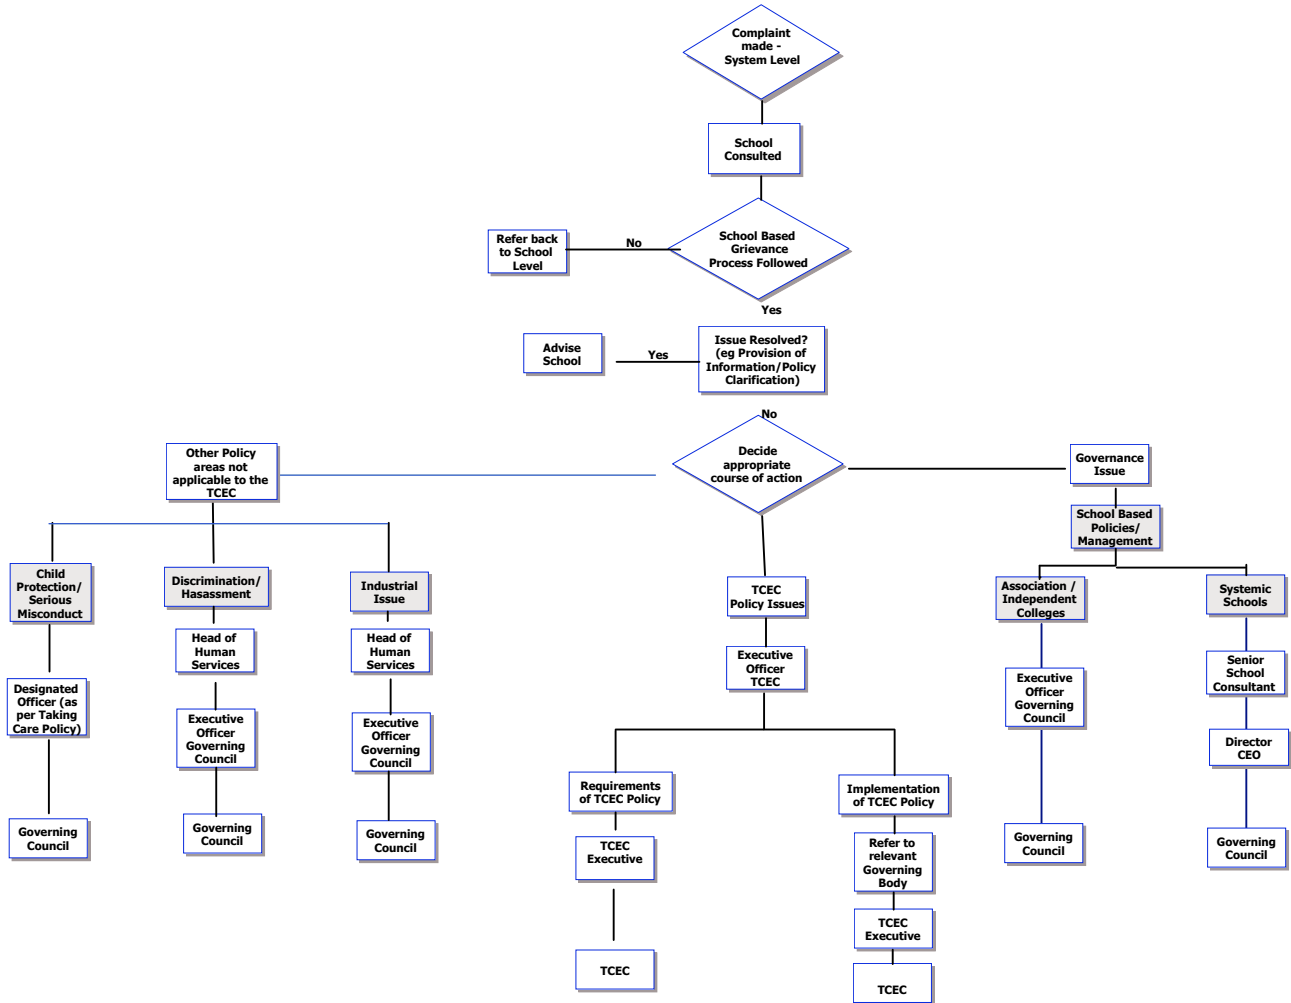 Complaint
made -
System Level
School
Consulted
School Based
Grievance
Process Followed
No
Refer back
to School
Level
Yes
Issue Resolved?
(eg Provision of
Information/Policy
Clarification)
Yes
Advise
School
No
Decide
appropriate
course of action
Other Policy
areas not
applicable to the
TCEC
Governance
Issue
School Based
Policies/
Management
Child
Protection/
Serious
Misconduct
Designated
Officer (as
per Taking
Care Policy)
Governing
Council
Discrimination/
Hasassment
Head of
Human
Services
Executive
Officer
Governing
Council
Governing
Council
Industrial
Issue
Head of
Human
Services
Executive
Officer
Governing
Council
Governing
Council
TCEC
Policy Issues
Executive
Officer
TCEC
Requirements
of TCEC Policy
TCEC
Executive
TCEC
Implementation
of TCEC Policy
Refer to
relevant
Governing
Body
TCEC
Executive
TCEC
Association /
Independent
Colleges
Executive
Officer
Governing
Council
Governing
Council
Systemic
Schools
Senior
School
Consultant
Director
CEO
Governing
Council